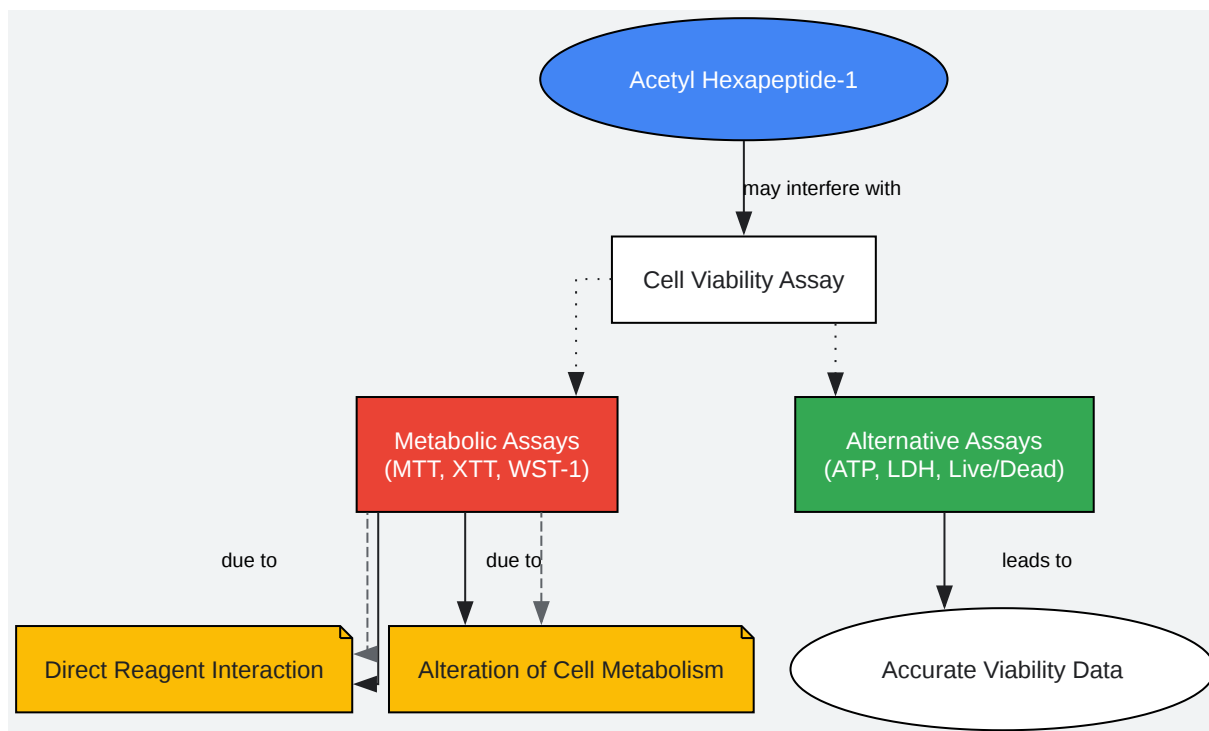 Acetyl Hexapeptide-1
may interfere with
Cell Viability Assay
Metabolic Assays
(MTT, XTT, WST-1)
Alternative Assays
(ATP, LDH, Live/Dead)
due to
due to
leads to
Direct Reagent Interaction
Alteration of Cell Metabolism
Accurate Viability Data